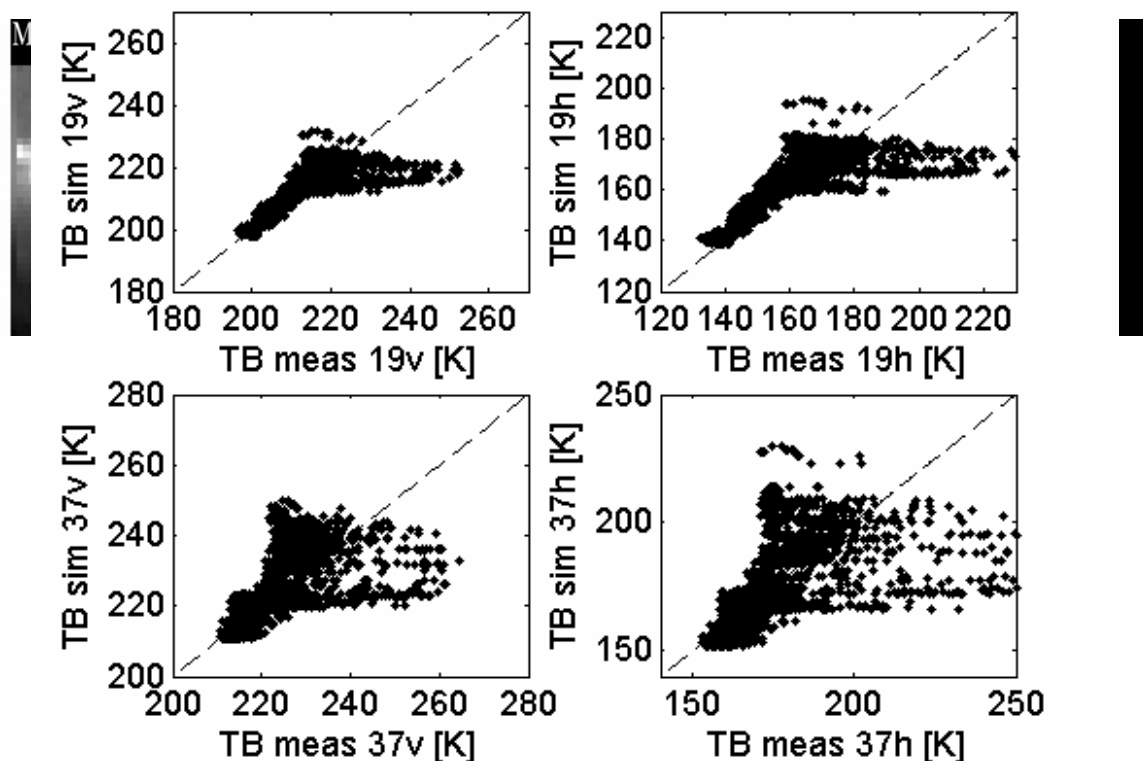 M
TB sim 19v [K]
260
240
220
200
180
180 200 220 240 260
TB meas 19v [K]
TB sim 19h [K]
220
200
180
160
140
120
120 140 160 180 200 220
TB meas 19h [K]
TB sim 37v [K]
280
260
240
220
200
200 220 240 260 280
TB meas 37v [K]
TB sim 37h [K]
250
200
150
150 200 250
TB meas 37h [K]